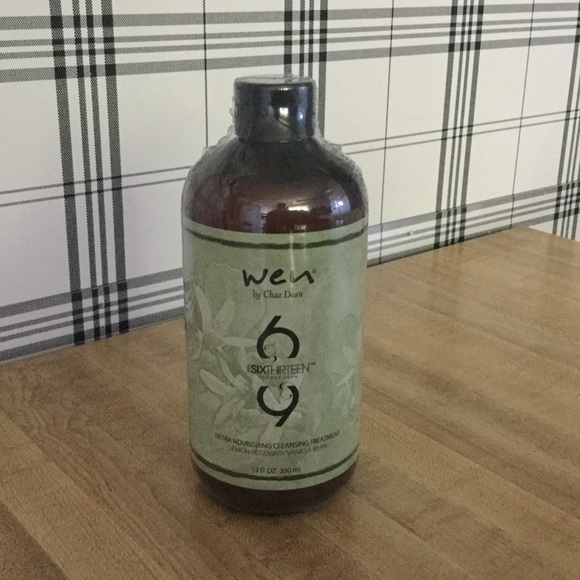 wen®
by Chaz Dean
6
SIXTHIRTEEN™
9
ULTRA NOURISHING CLEANSING TREATMENT
LEMON ROSEMARY VANILLA BEAN
12 fl OZ. 350 mL